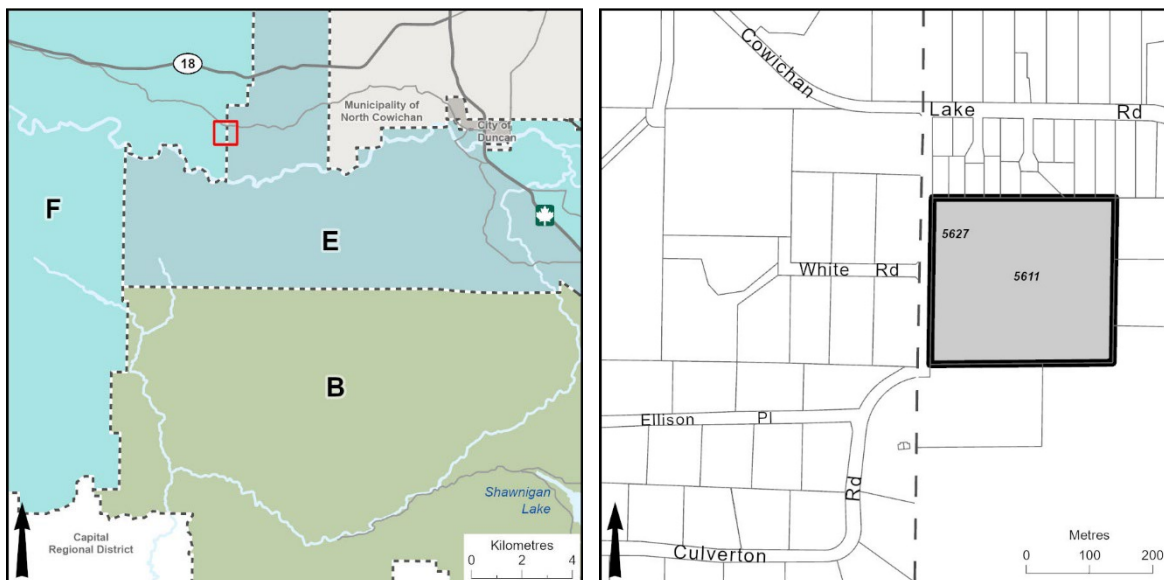 18
Municipality of
North Cowichan
City of
Duncan
F
E
B
Shawnigan
Lake
Capital
Regional District
Kilometres
0 2 4
Cowichan
Lake
Rd
5627
5611
White Rd
Ellison Pl
Rd
Culverton
Metres
0 100 200